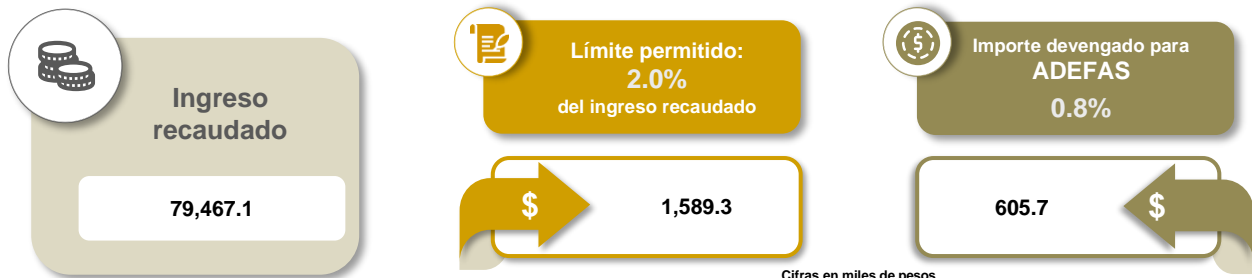 Ingreso
recaudado
79,467.1
Límite permitido:
2.0%
del ingreso recaudado
$
1,589.3
Importe devengado para
ADEFAS
0.8%
605.7
$
Cifras en miles de pesos